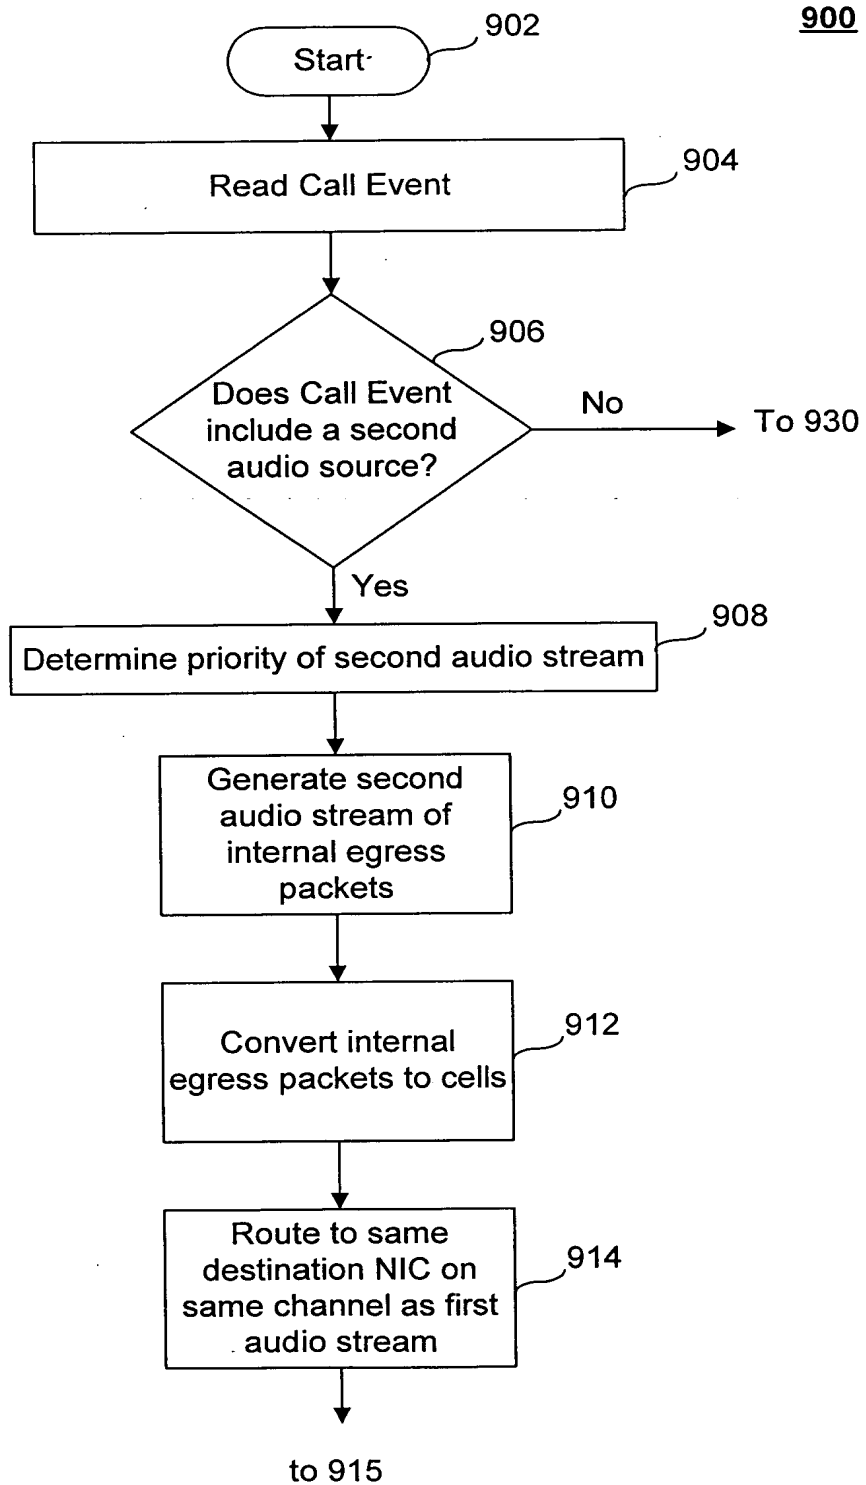 900
902
Start
904
Read Call Event
906
Does Call Event
include a second
audio source?
No
To 930
Yes
908
Determine priority of second audio stream
910
Generate second
audio stream of
internal egress
packets
912
Convert internal
egress packets to cells
914
Route to same
destination NIC on
same channel as first
audio stream
to 915